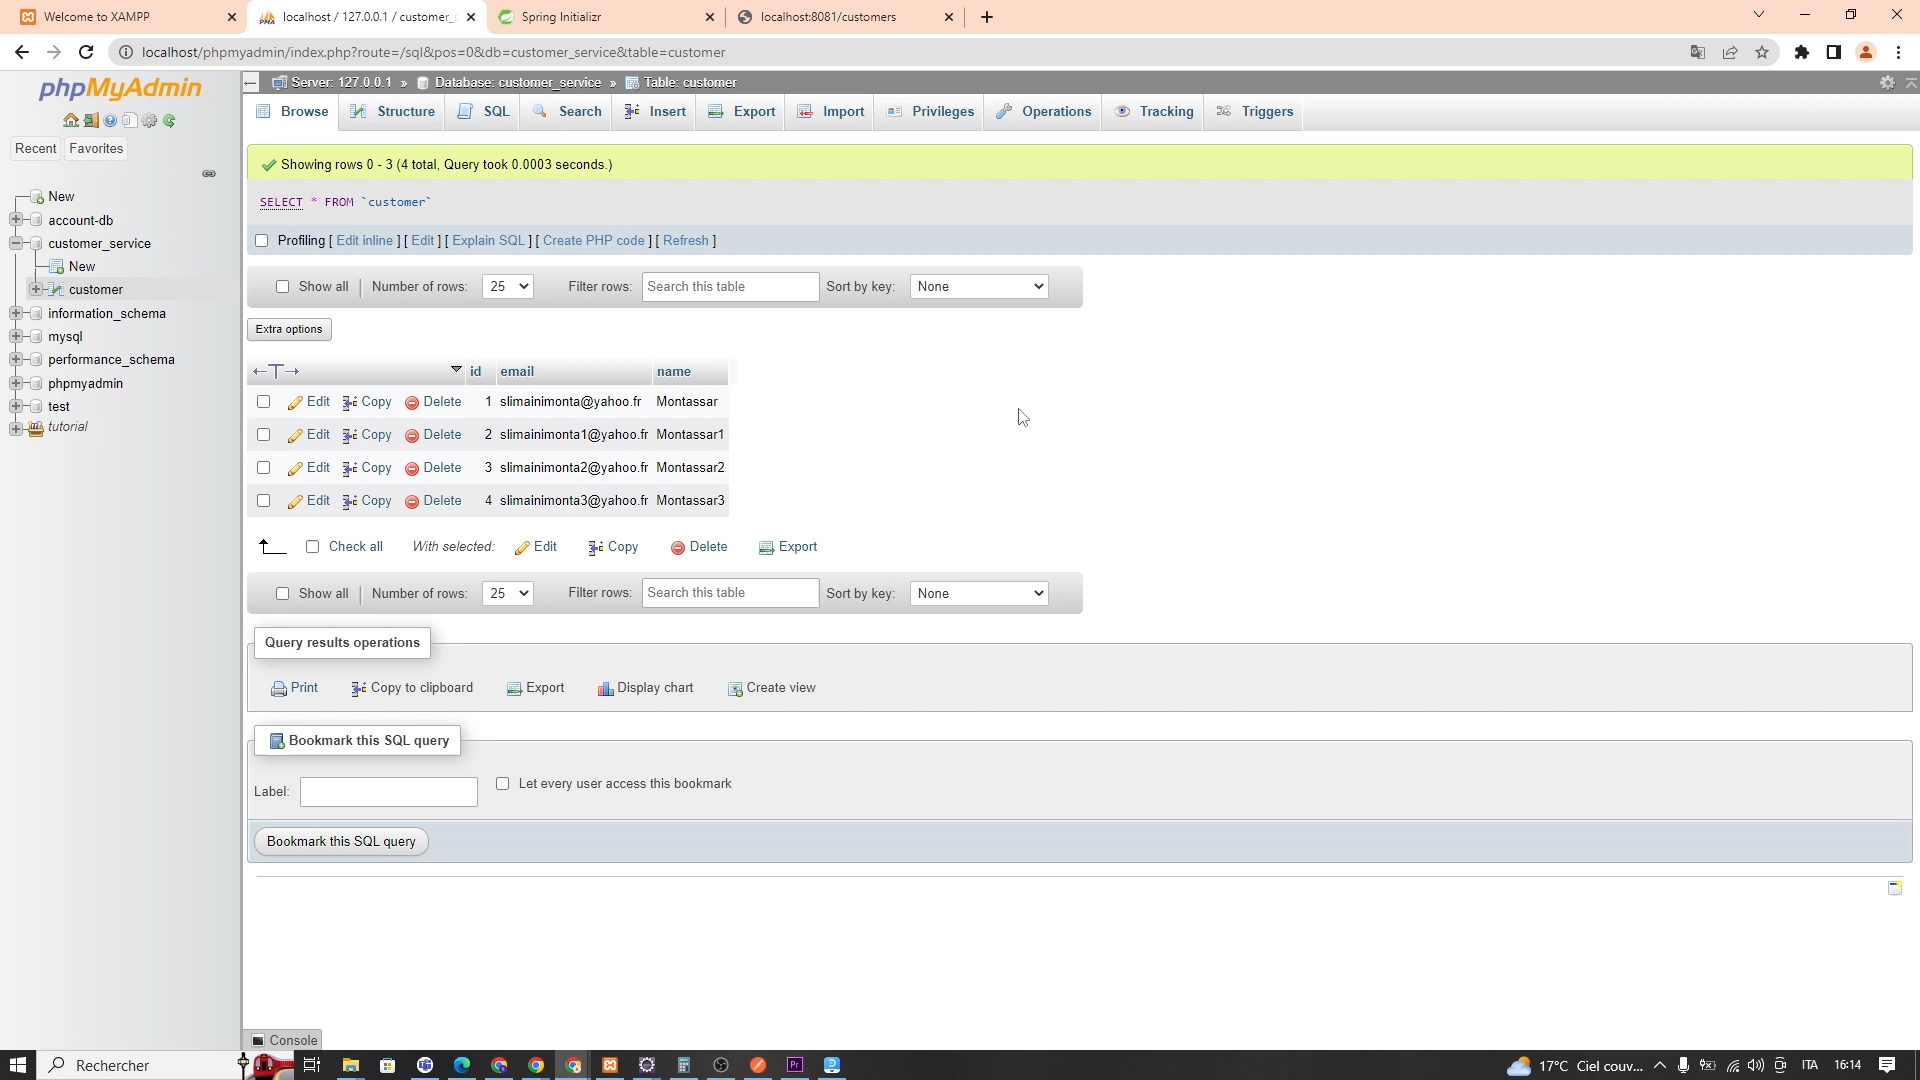 Welcome to XAMPP
localhost / 127.0.0.1 / customer_s
Spring Initializr
localhost:8081/customers
localhost/phpmyadmin/index.php?route=/sql&pos=0&db=customer_service&table=customer
phpMyAdmin
Server: 127.0.0.1 » Database: customer_service » Table: customer
Browse Structure SQL Search Insert Export Import Privileges Operations Tracking Triggers
Recent Favorites
New
account-db
customer_service
New
customer
information_schema
mysql
performance_schema
phpmyadmin
test
tutorial
Showing rows 0 - 3 (4 total, Query took 0.0003 seconds.)
SELECT * FROM `customer`
Profiling [ Edit inline ] [ Edit ] [ Explain SQL ] [ Create PHP code ] [ Refresh ]
Show all | Number of rows: 25 Filter rows: Search this table Sort by key: None
Extra options
←T→ id email name
Edit Copy Delete 1 slimainimonta@yahoo.fr Montassar
Edit Copy Delete 2 slimainimonta1@yahoo.fr Montassar1
Edit Copy Delete 3 slimainimonta2@yahoo.fr Montassar2
Edit Copy Delete 4 slimainimonta3@yahoo.fr Montassar3
Check all With selected: Edit Copy Delete Export
Show all | Number of rows: 25 Filter rows: Search this table Sort by key: None
Query results operations
Print Copy to clipboard Export Display chart Create view
Bookmark this SQL query
Label: Let every user access this bookmark
Bookmark this SQL query
Console
Rechercher
17°C Ciel couv... ITA 16:14